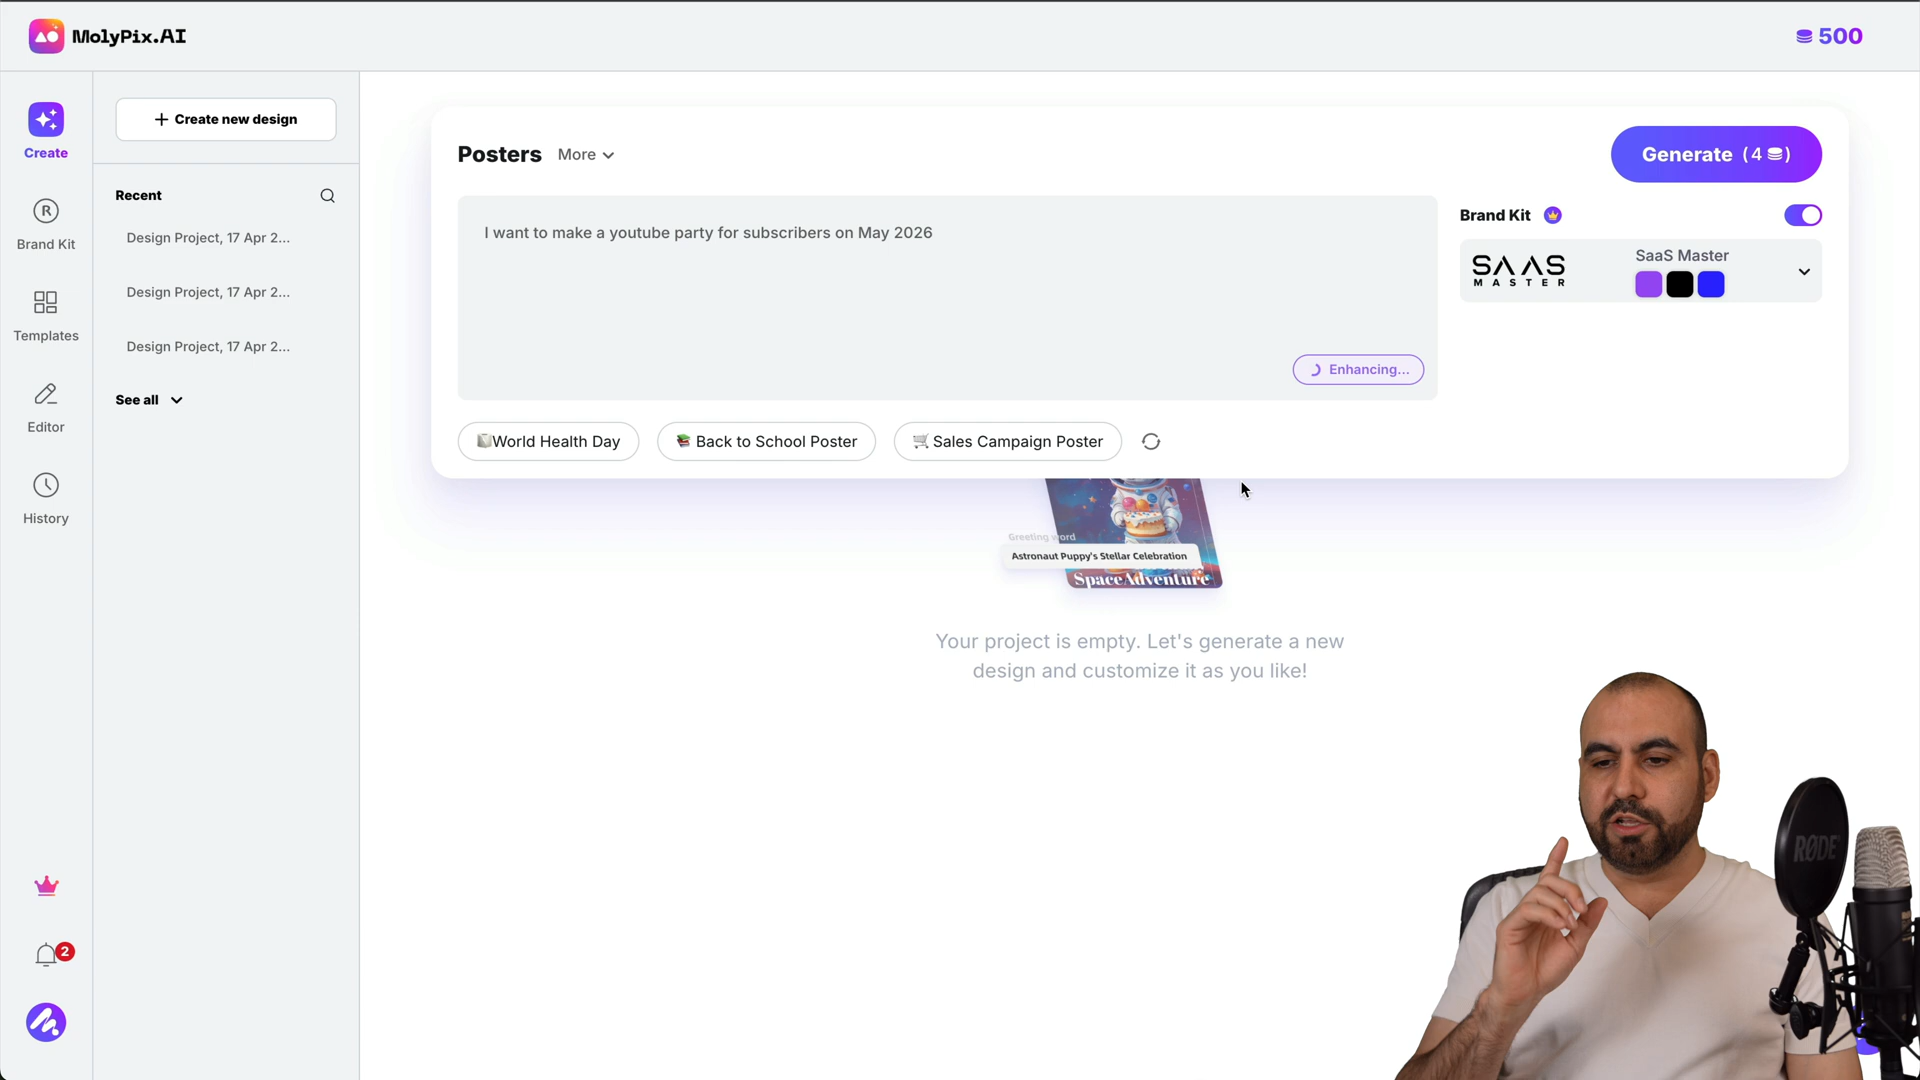 MolyPix.AI
500
Create
Brand Kit
Templates
Editor
History
2
+ Create new design
Recent
Design Project, 17 Apr 2...
Design Project, 17 Apr 2...
Design Project, 17 Apr 2...
See all
Posters
More
Generate (4)
I want to make a youtube party for subscribers on May 2026
Enhancing...
Brand Kit
SAAS
MASTER
SaaS Master
World Health Day
Back to School Poster
Sales Campaign Poster
Greeting word
Astronaut Puppy's Stellar Celebration
SpaceAdventure
Your project is empty. Let's generate a new
design and customize it as you like!
RØDE